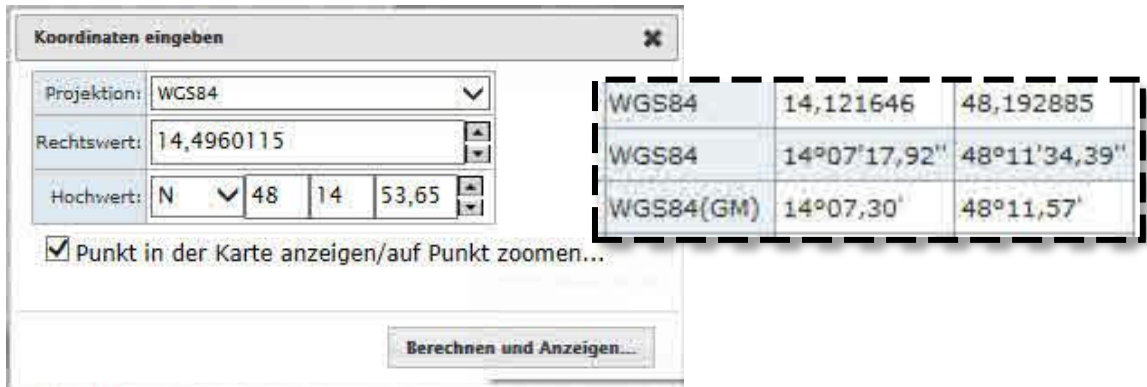 Koordinaten eingeben ✖
Projektion: WGS84
Rechtswert: 14,4960115
Hochwert: N 48 14 53,65
Punkt in der Karte anzeigen/auf Punkt zoomen...
Berechnen und Anzeigen...
WGS84 14,121646 48,192885
WGS84 14°07'17,92" 48°11'34,39"
WGS84(GM) 14°07,30' 48°11,57'